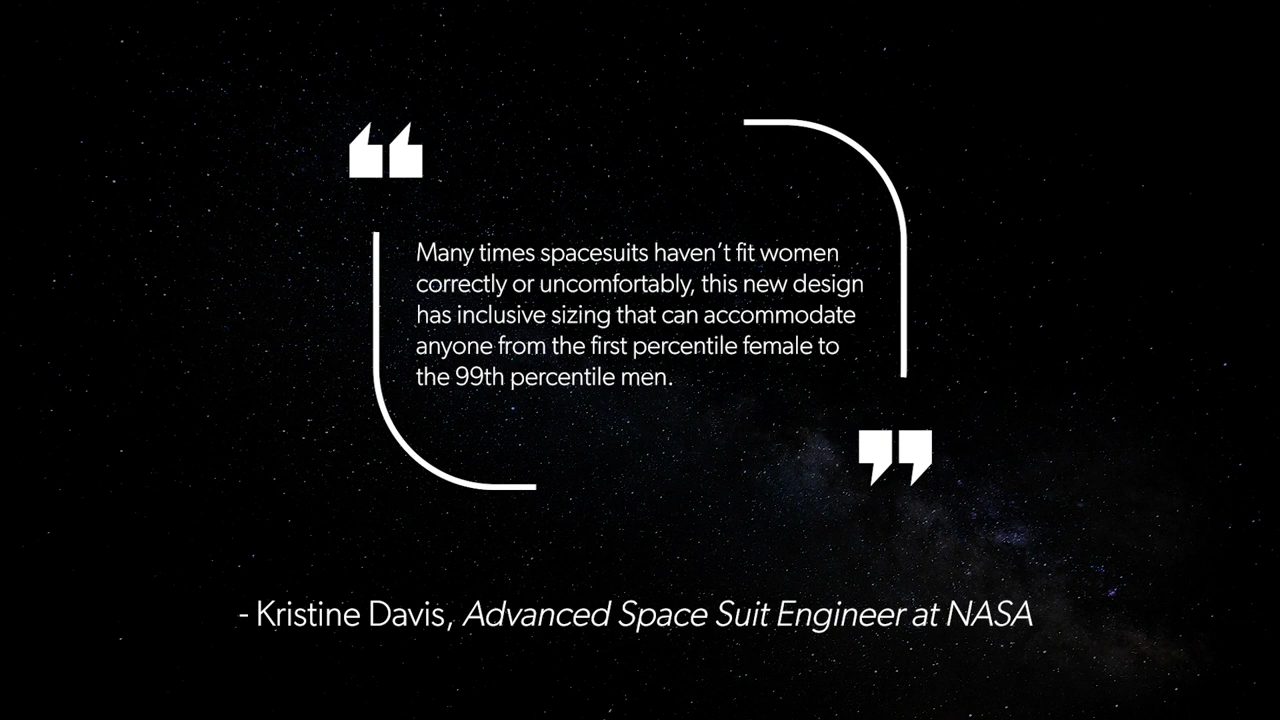 “
Many times spacesuits haven’t fit women
correctly or uncomfortably, this new design
has inclusive sizing that can accommodate
anyone from the first percentile female to
the 99th percentile men.
”
- Kristine Davis, Advanced Space Suit Engineer at NASA